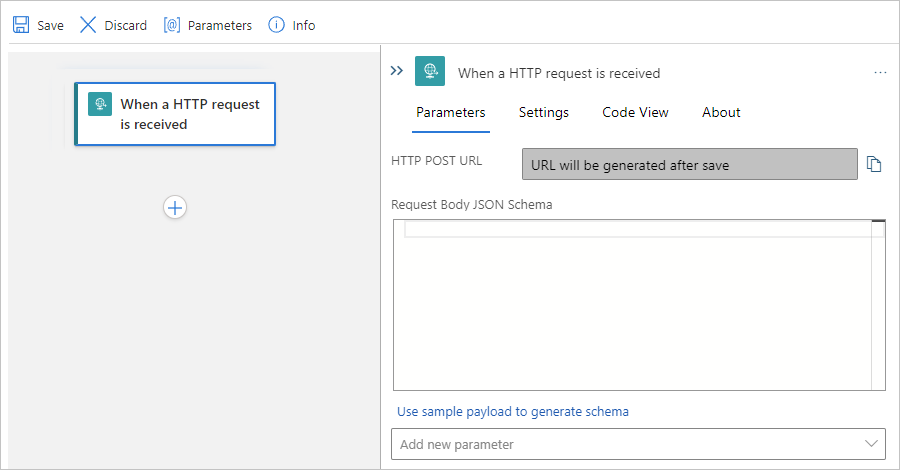 Save Discard [@] Parameters Info
When a HTTP request
is received
When a HTTP request is received
Parameters Settings Code View About
HTTP POST URL URL will be generated after save
Request Body JSON Schema
Use sample payload to generate schema
Add new parameter